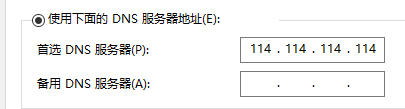 使用下面的 DNS 服务器地址(E):
首选 DNS 服务器(P): 114 . 114 . 114 . 114
备用 DNS 服务器(A): . . .